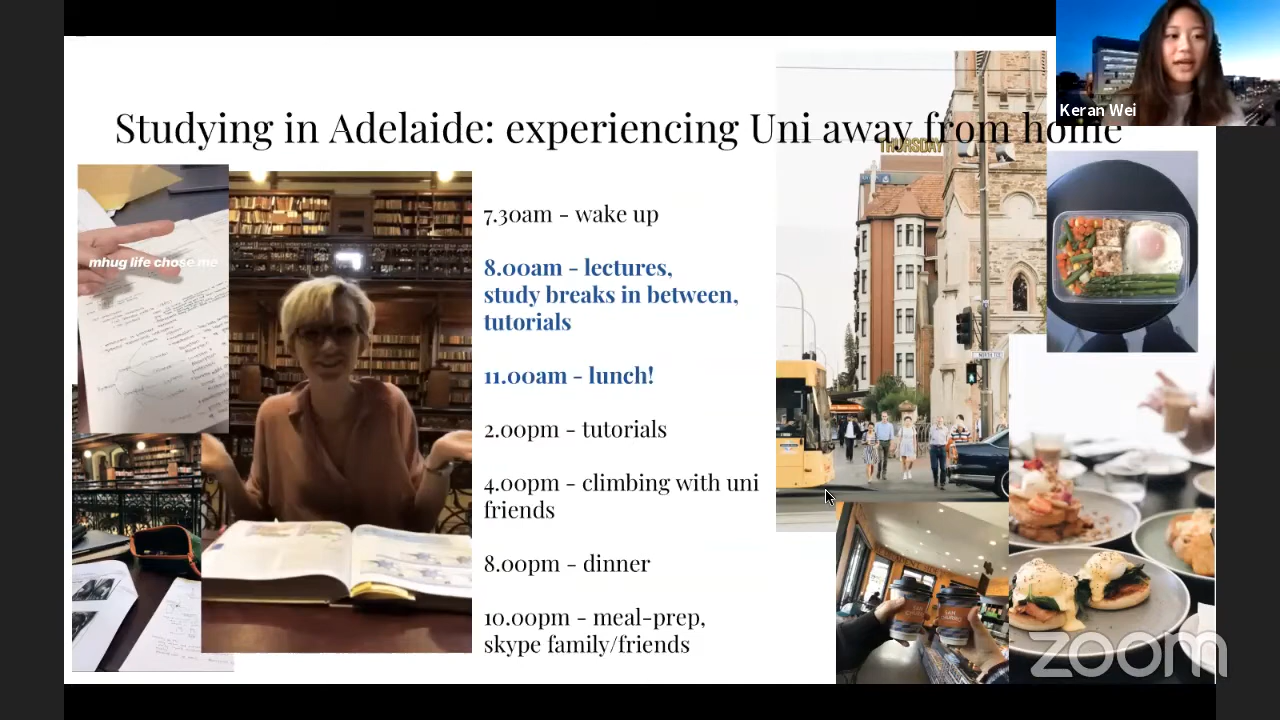 Keran Wei
Studying in Adelaide: experiencing Uni away from home
THURSDAY
mhug life chose me
7.30am - wake up
8.00am - lectures,
study breaks in between,
tutorials
11.00am - lunch!
2.00pm - tutorials
4.00pm - climbing with uni
friends
8.00pm - dinner
10.00pm - meal-prep,
skype family/friends
zoom